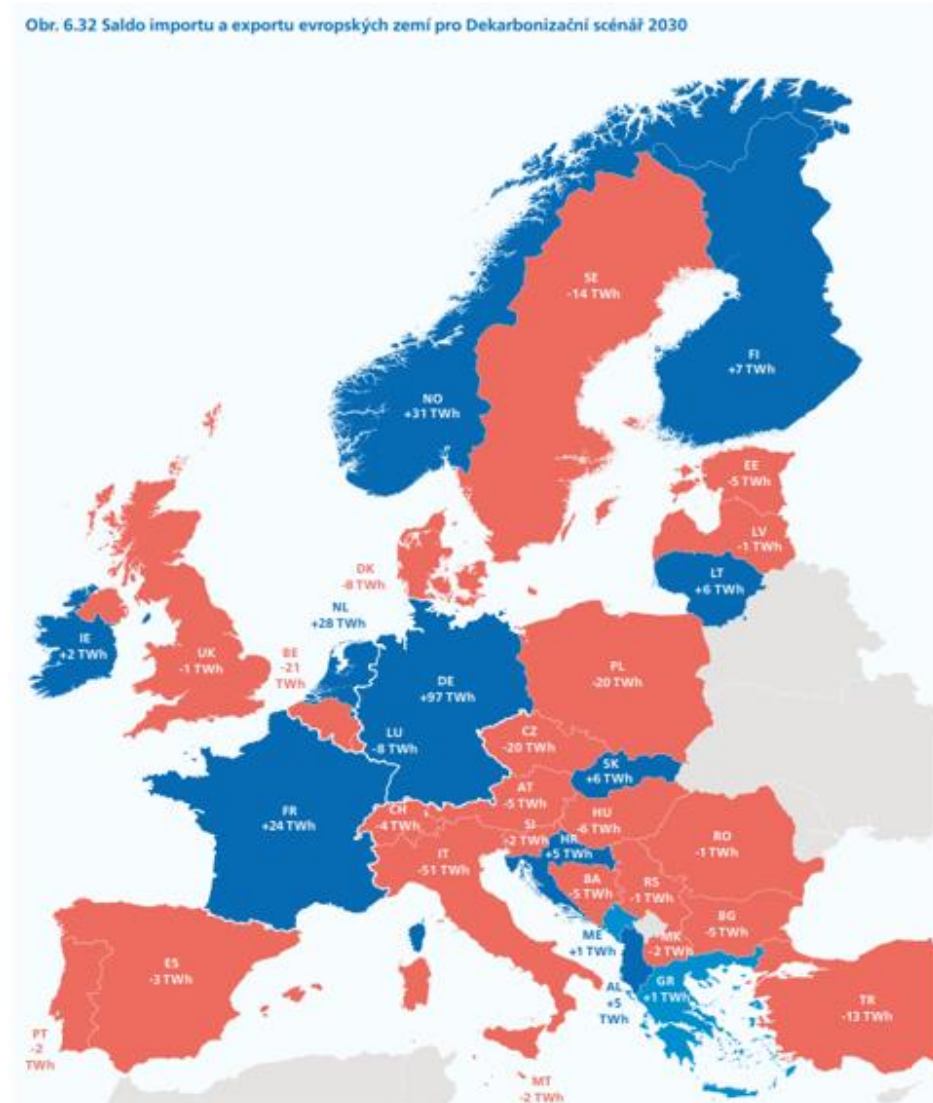 Obr. 6.32 Saldo importu a exportu evropských zemí pro Dekarbonizační scénář 2030
SE
-14 TWh
FI
+7 TWh
NO
+31 TWh
EE
-5 TWh
LV
-1 TWh
LT
+6 TWh
DK
-8 TWh
NL
+28 TWh
IE
+2 TWh
UK
-1 TWh
BE
-21
TWh
DE
+97 TWh
PL
-20 TWh
LU
-8 TWh
CZ
-20 TWh
SK
+6 TWh
FR
+24 TWh
CH
-4 TWh
AT
-5 TWh
HU
-6 TWh
SI
-2 TWh
HR
+5 TWh
RO
-1 TWh
IT
-51 TWh
BA
-5 TWh
RS
-1 TWh
BG
-5 TWh
ME
+1 TWh
MK
-2 TWh
ES
-3 TWh
AL
+5
TWh
GR
+1 TWh
TR
-13 TWh
PT
-2
TWh
MT
-2 TWh